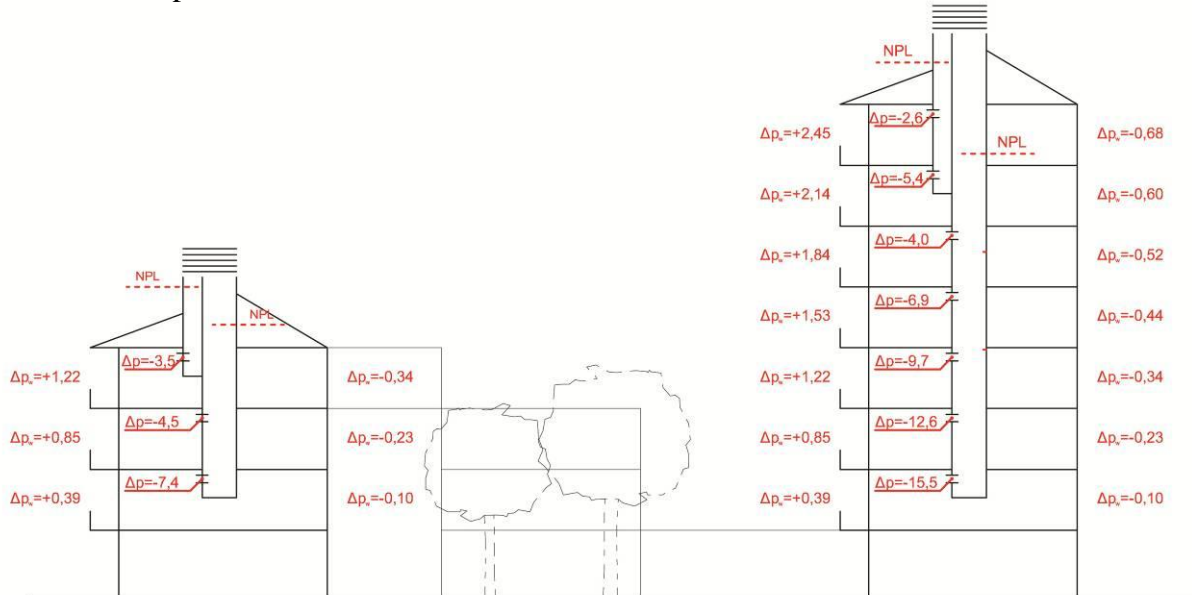 NPL
NPL
Δp=-3,5
Δp=-4,5
Δp=-7,4
Δpw=+1,22
Δpw=+0,85
Δpw=+0,39
Δpw=-0,34
Δpw=-0,23
Δpw=-0,10
NPL
NPL
Δp=-2,6
Δp=-5,4
Δp=-4,0
Δp=-6,9
Δp=-9,7
Δp=-12,6
Δp=-15,5
Δpw=+2,45
Δpw=+2,14
Δpw=+1,84
Δpw=+1,53
Δpw=+1,22
Δpw=+0,85
Δpw=+0,39
Δpw=-0,68
Δpw=-0,60
Δpw=-0,52
Δpw=-0,44
Δpw=-0,34
Δpw=-0,23
Δpw=-0,10